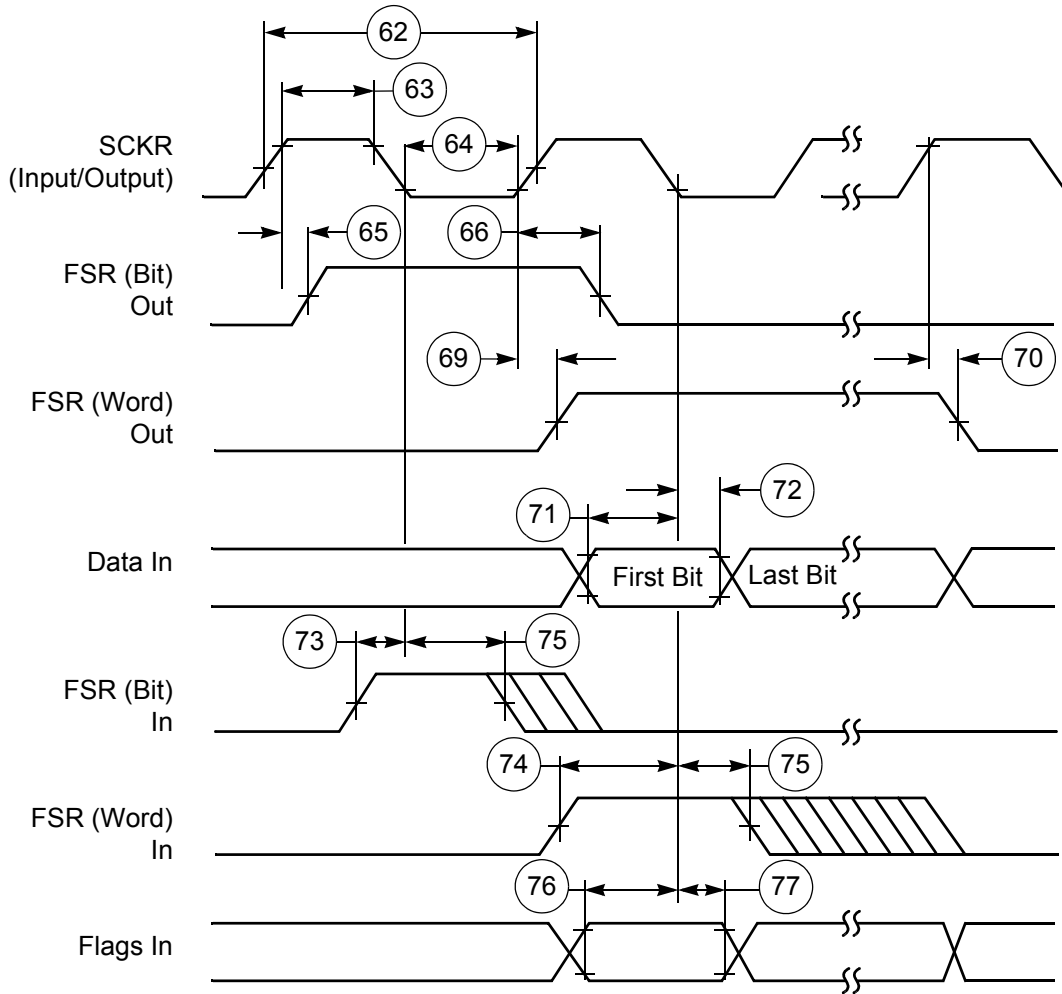 62
63
SCKR
(Input/Output)
64
65
66
FSR (Bit)
Out
69
70
FSR (Word)
Out
71
72
Data In
First Bit
Last Bit
73
75
FSR (Bit)
In
74
75
FSR (Word)
In
76
77
Flags In